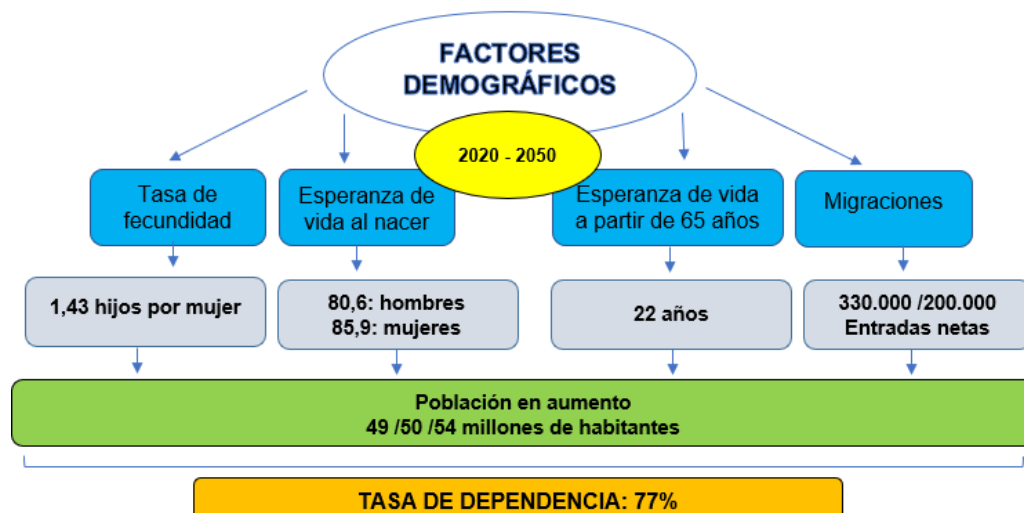 FACTORES
DEMOGRÁFICOS
2020 - 2050
Tasa de
fecundidad
Esperanza de
vida al nacer
Esperanza de vida
a partir de 65 años
Migraciones
1,43 hijos por mujer
80,6: hombres
85,9: mujeres
22 años
330.000 /200.000
Entradas netas
Población en aumento
49 /50 /54 millones de habitantes
TASA DE DEPENDENCIA: 77%